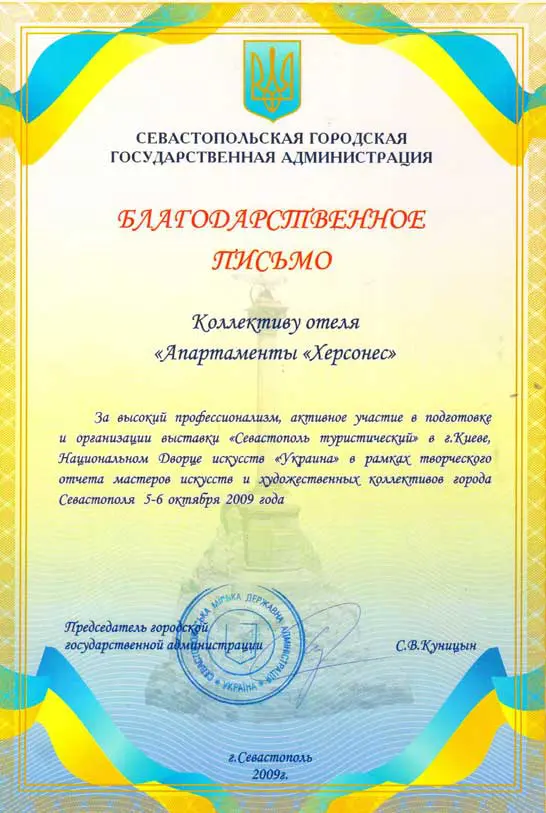 СЕВАСТОПОЛЬСКАЯ ГОРОДСКАЯ
ГОСУДАРСТВЕННАЯ АДМИНИСТРАЦИЯ
БЛАГОДАРСТВЕННОЕ
ПИСЬМО
Коллективу отеля
«Апартаменты «Херсонес»
За высокий профессионализм, активное участие в подготовке
и организации выставки «Севастополь туристический» в г.Киеве,
Национальном Дворце искусств «Украина» в рамках творческого
отчета мастеров искусств и художественных коллективов города
Севастополя 5-6 октября 2009 года
Председатель городской
государственной администрации
С.В.Куницын
СЕВАСТОПОЛЬСЬКА МІСЬКА ДЕРЖАВНА АДМІНІСТРАЦІЯ
* УКРАЇНА *
г.Севастополь
2009г.